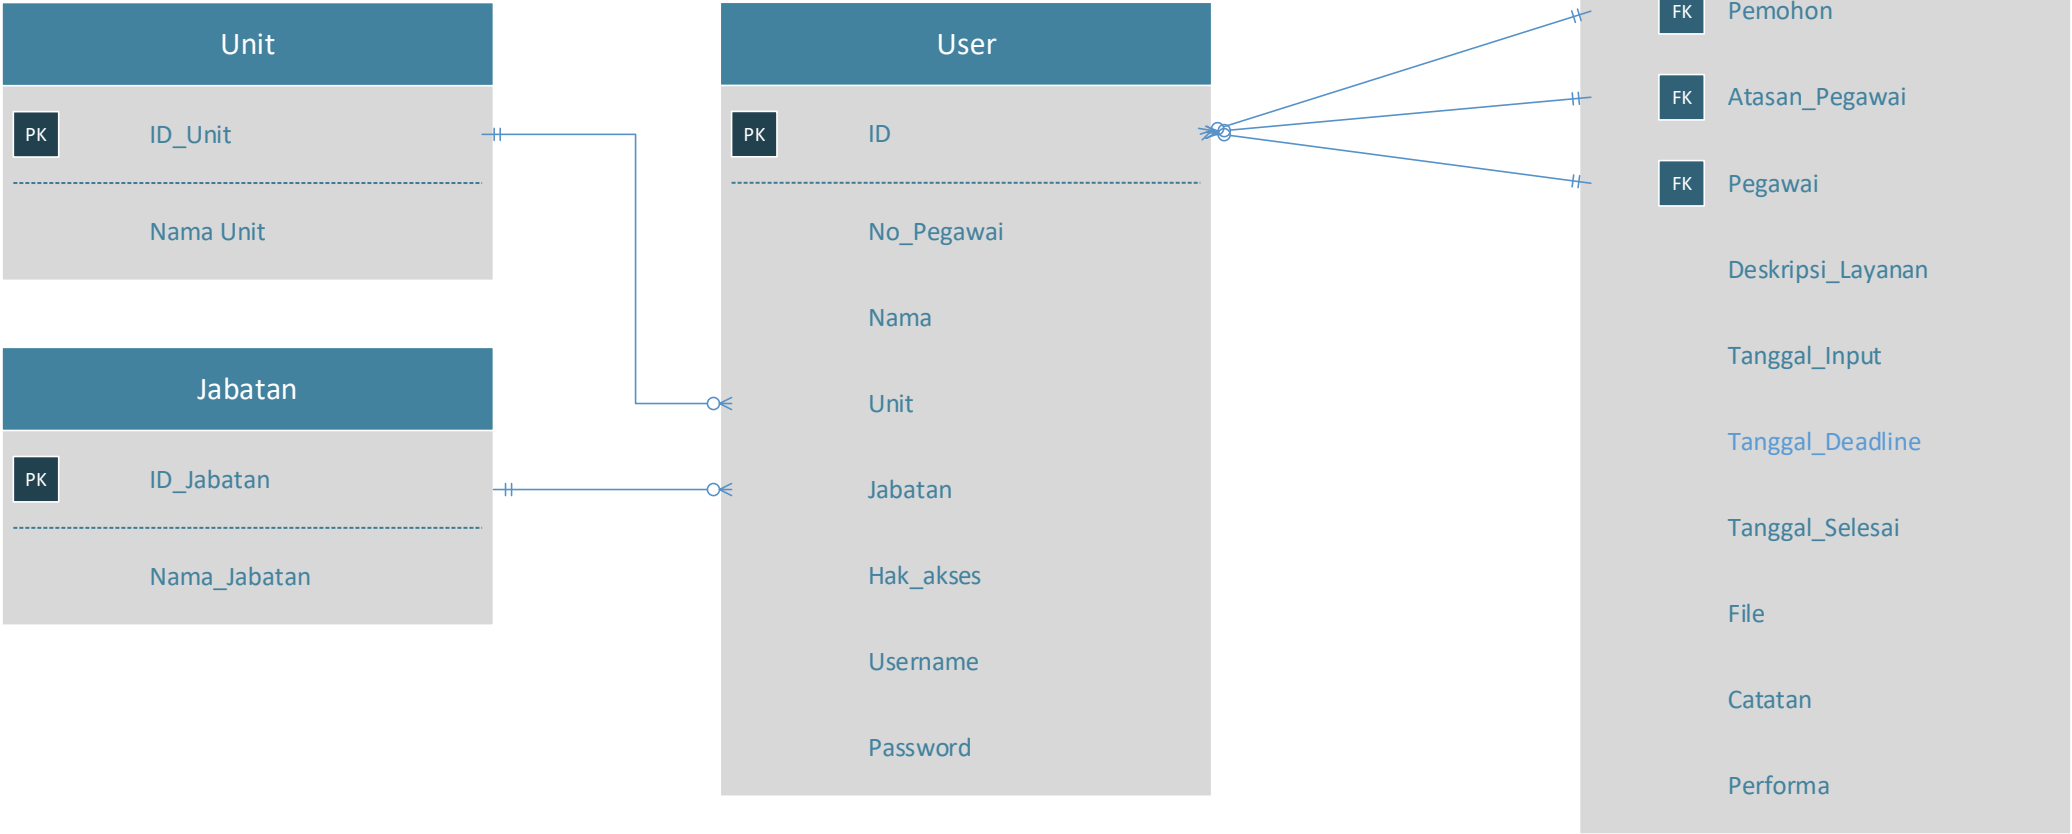 Unit
PK ID_Unit
Nama Unit
Jabatan
PK ID_Jabatan
Nama_Jabatan
User
PK ID
No_Pegawai
Nama
Unit
Jabatan
Hak_akses
Username
Password
FK Pemohon
FK Atasan_Pegawai
FK Pegawai
Deskripsi_Layanan
Tanggal_Input
Tanggal_Deadline
Tanggal_Selesai
File
Catatan
Performa